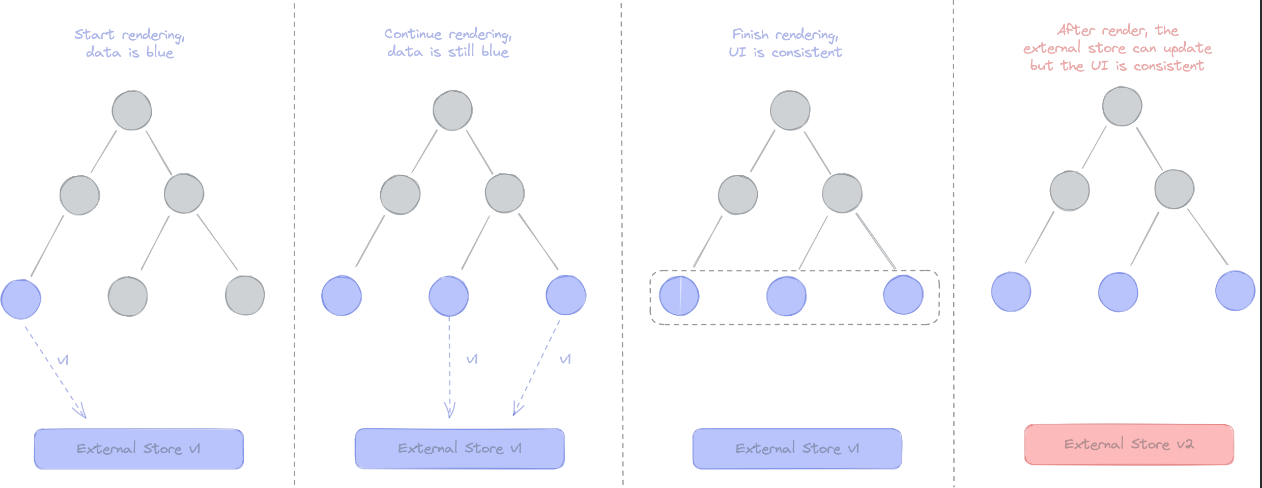 Start rendering,
data is blue
v1
External Store v1
Continue rendering,
data is still blue
v1
v1
External Store v1
Finish rendering,
UI is consistent
External Store v1
After render, the
external store can update
but the UI is consistent
External Store v2